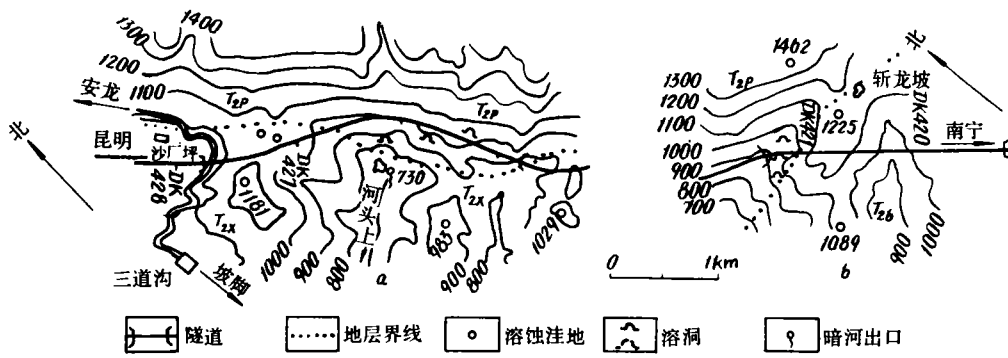 1300
1400
1200
1100
安龙
北
昆明
沙厂坪
DK428
T₂P
T₂P
DK427
730
1181
T₂X
河头上
T₂X
1000
900
800
983
900
800
1029
三道沟
坡脚
a
1462
北
1300
1200
1100
1000
900
800
700
T₂P
1225
斩龙坡
DK420
南宁
1089
900
1000
0 1km
b
隧道
地层界线
溶蚀洼地
溶洞
暗河出口